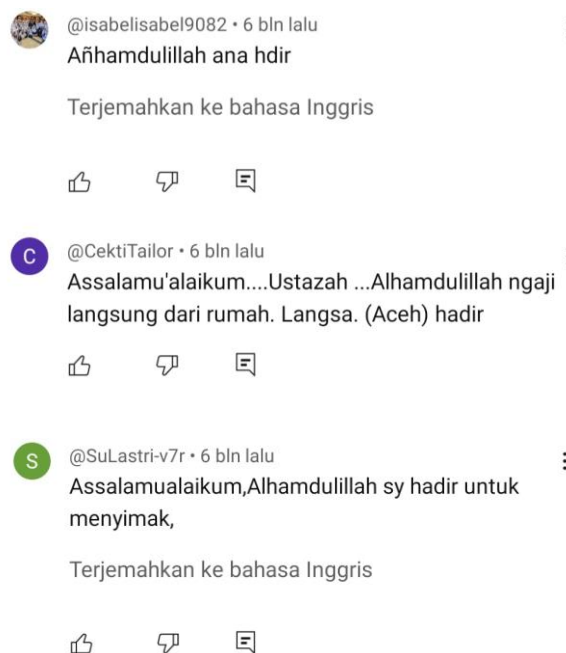 @isabelisabel9082 • 6 bln lalu
Añhamdulillah ana hdir
Terjemahkan ke bahasa Inggris
C
@CektiTailor • 6 bln lalu
Assalamu'alaikum....Ustazah ...Alhamdulillah ngaji
langsung dari rumah. Langsa. (Aceh) hadir
S
@SuLastri-v7r • 6 bln lalu
Assalamualaikum,Alhamdulillah sy hadir untuk
menyimak,
Terjemahkan ke bahasa Inggris